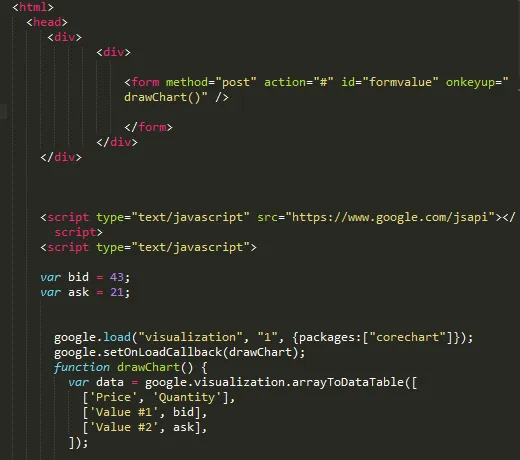 <html>
<head>
<div>
<div>
<form method="post" action="#" id="formvalue" onkeyup="
drawChart()" />
</form>
</div>
</div>
<script type="text/javascript" src="https://www.google.com/jsapi"></
script>
<script type="text/javascript">
var bid = 43;
var ask = 21;
google.load("visualization", "1", {packages:["corechart"]});
google.setOnLoadCallback(drawChart);
function drawChart() {
var data = google.visualization.arrayToDataTable([
['Price', 'Quantity'],
['Value #1', bid],
['Value #2', ask],
]);